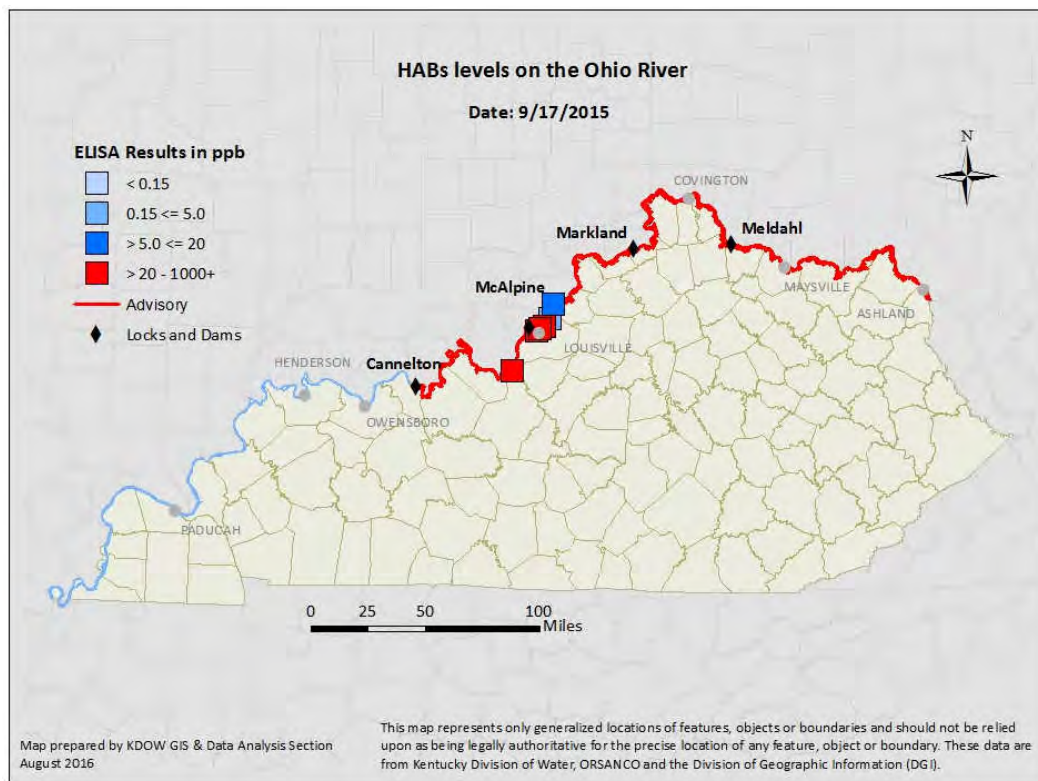 HABs levels on the Ohio River
Date: 9/17/2015
N
ELISA Results in ppb
< 0.15
0.15 <= 5.0
> 5.0 <= 20
> 20 - 1000+
Advisory
Locks and Dams
COVINGTON
Markland
Meldahl
MAYSVILLE
ASHLAND
McAlpine
LOUISVILLE
HENDERSON
Cannelton
OWENSBORO
PADUCAH
0 25 50 100
Miles
Map prepared by KDOW GIS & Data Analysis Section
August 2016
This map represents only generalized locations of features, objects or boundaries and should not be relied
upon as being legally authoritative for the precise location of any feature, object or boundary. These data are
from Kentucky Division of Water, ORSANCO and the Division of Geographic Information (DGI).